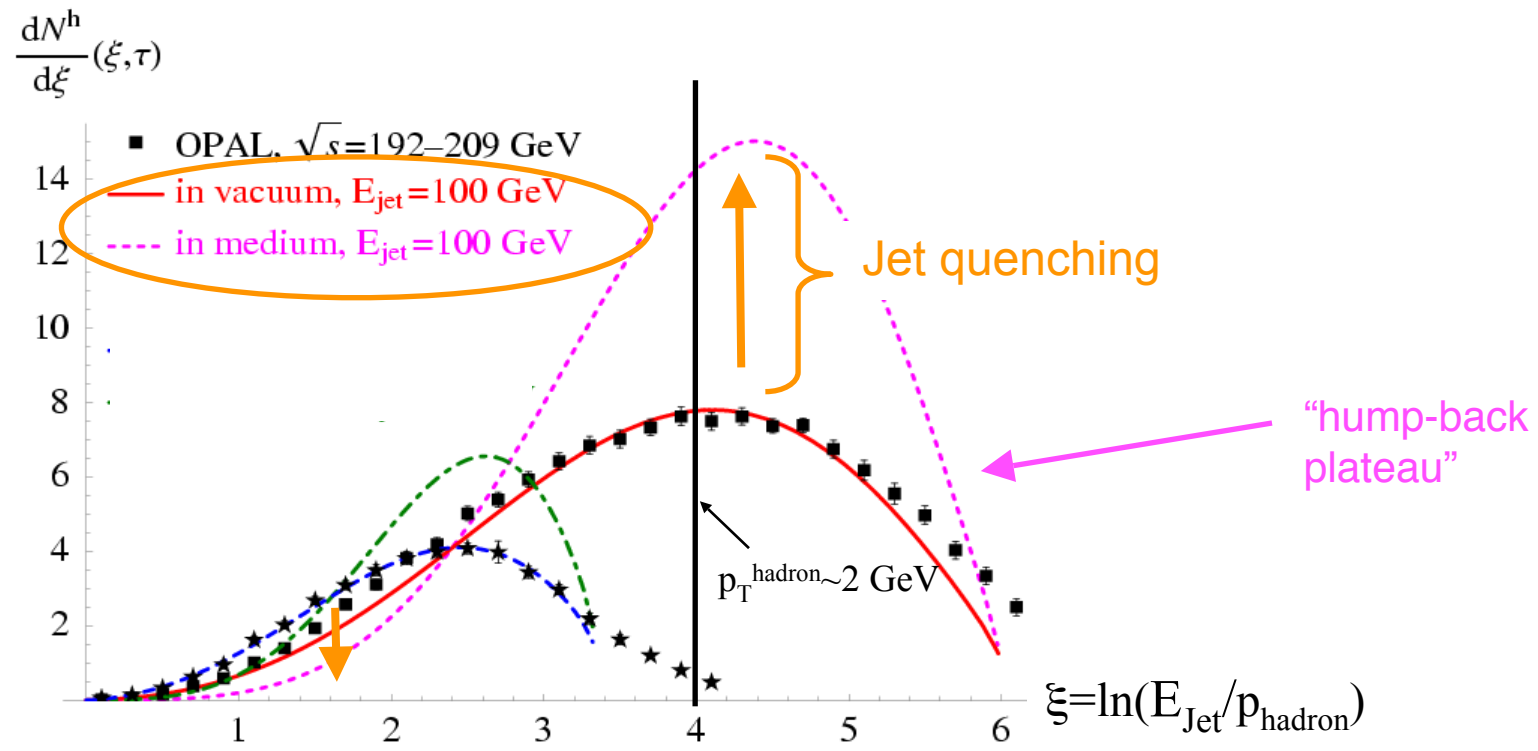 dNʰ
dξ
(ξ,τ)
OPAL, √s=192–209 GeV
in vacuum, E_jet=100 GeV
in medium, E_jet=100 GeV
14
12
10
8
6
4
2
Jet quenching
“hump-back
plateau”
p_T^hadron~2 GeV
1 2 3 4 5 6
ξ=ln(E_Jet/p_hadron)